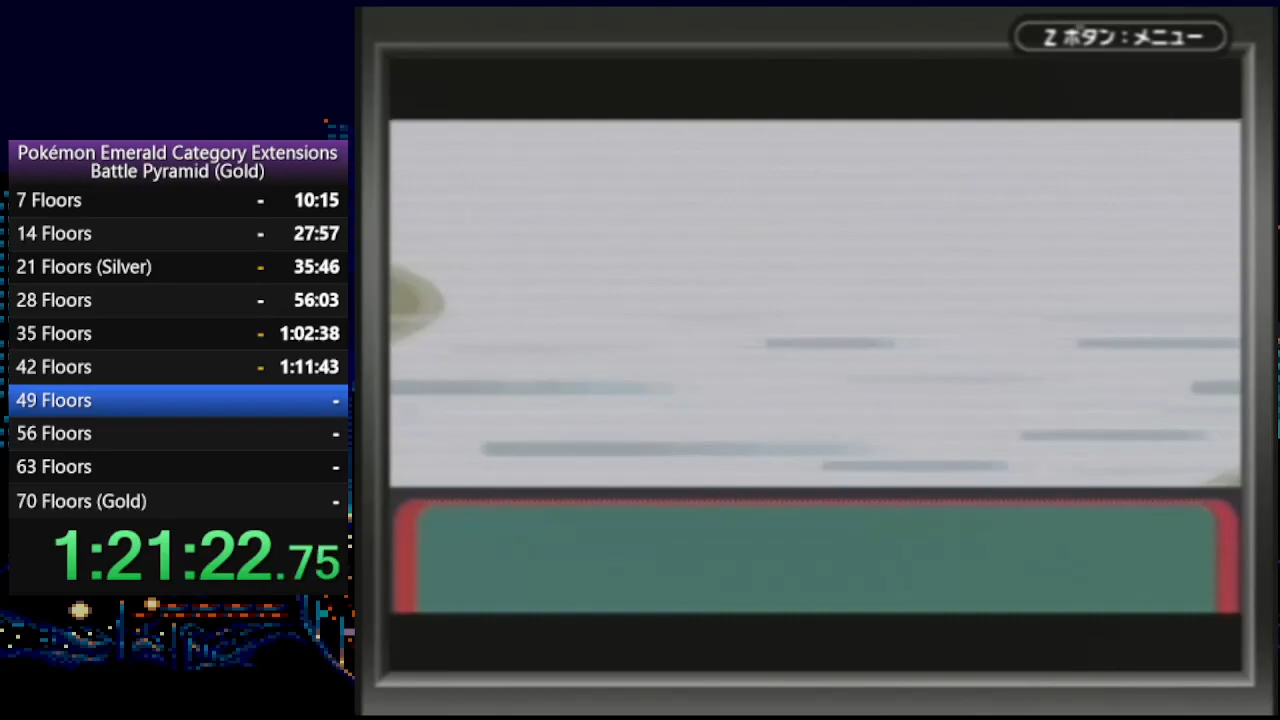 Z ボタン：メニュー
Pokémon Emerald Category Extensions
Battle Pyramid (Gold)
7 Floors - 10:15
14 Floors - 27:57
21 Floors (Silver) - 35:46
28 Floors - 56:03
35 Floors - 1:02:38
42 Floors - 1:11:43
49 Floors -
56 Floors -
63 Floors -
70 Floors (Gold) -
1:21:22.75